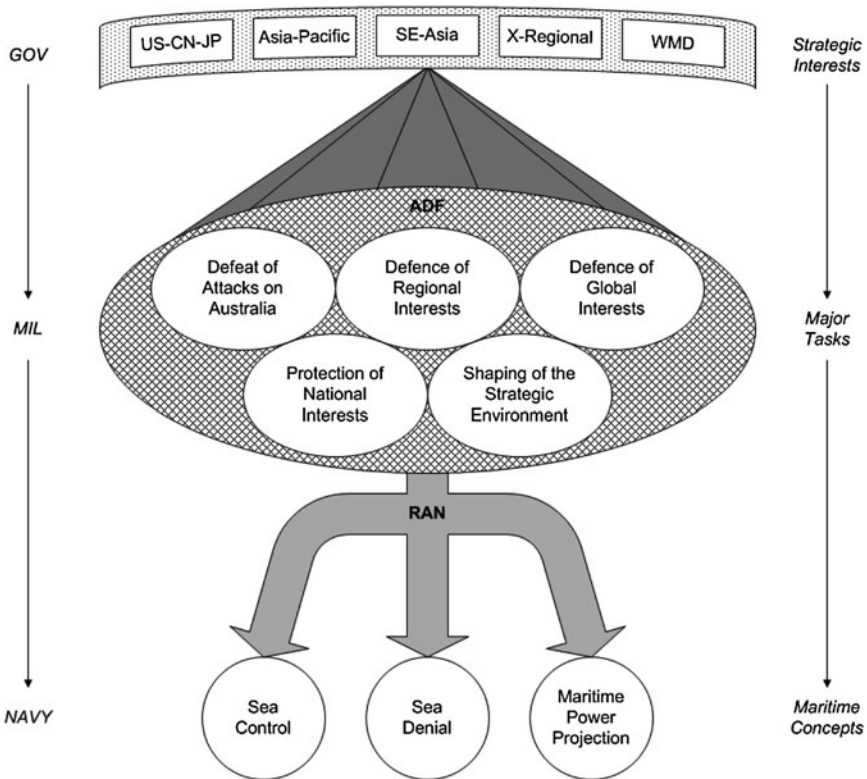 GOV
US-CN-JP
Asia-Pacific
SE-Asia
X-Regional
WMD
Strategic
Interests
ADF
Defeat of
Attacks on
Australia
Defence of
Regional
Interests
Defence of
Global
Interests
MIL
Major
Tasks
Protection of
National
Interests
Shaping of the
Strategic
Environment
RAN
NAVY
Sea
Control
Sea
Denial
Maritime
Power
Projection
Maritime
Concepts